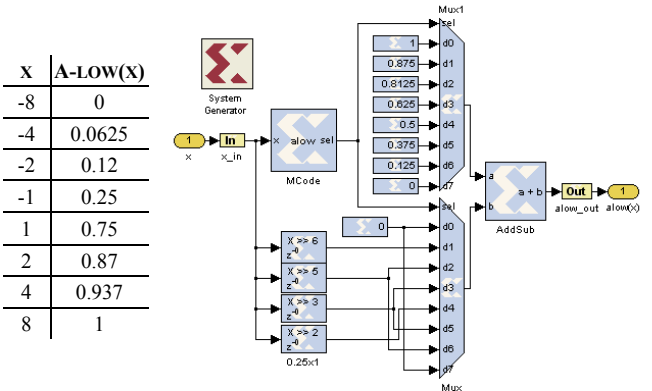 X A-LOW(X)
-8 0
-4 0.0625
-2 0.12
-1 0.25
1 0.75
2 0.87
4 0.937
8 1
System
Generator
1
x
In
x_in
x alow sel
MCode
Mux1
sel
1 d0
0.875 d1
0.8125 d2
0.625 d3
0.5 d4
0.375 d5
0.125 d6
0 d7
sel
0 d0
d1
d2
d3
d4
d5
d6
d7
Mux
X >> 6
z-0
X >> 5
z-0
X >> 3
z-0
X >> 2
z-0
0.25x1
a
b
a + b
AddSub
Out
alow_out
1
alow(x)